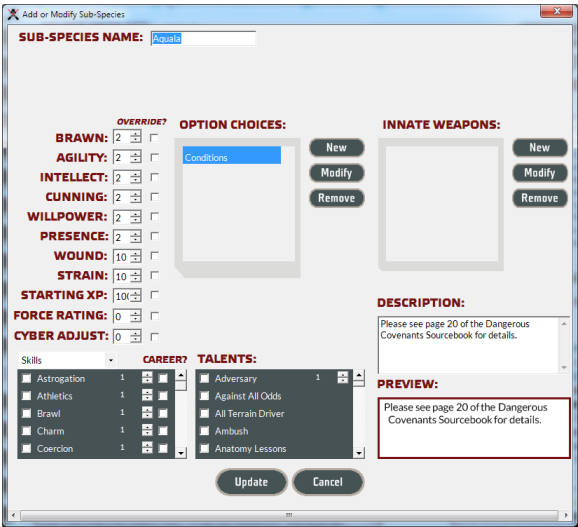 Add or Modify Sub-Species
SUB-SPECIES NAME: Aquala
OVERRIDE?
BRAWN: 2
AGILITY: 2
INTELLECT: 2
CUNNING: 2
WILLPOWER: 2
PRESENCE: 2
WOUND: 10
STRAIN: 10
STARTING XP: 10(
FORCE RATING: 0
CYBER ADJUST: 0
OPTION CHOICES:
Conditions
New
Modify
Remove
INNATE WEAPONS:
New
Modify
Remove
DESCRIPTION:
Please see page 20 of the Dangerous
Covenants Sourcebook for details.
Skills CAREER?
Astrogation 1
Athletics 1
Brawl 1
Charm 1
Coercion 1
TALENTS:
Adversary 1
Against All Odds
All Terrain Driver
Ambush
Anatomy Lessons
PREVIEW:
Please see page 20 of the Dangerous
Covenants Sourcebook for details.
Update Cancel